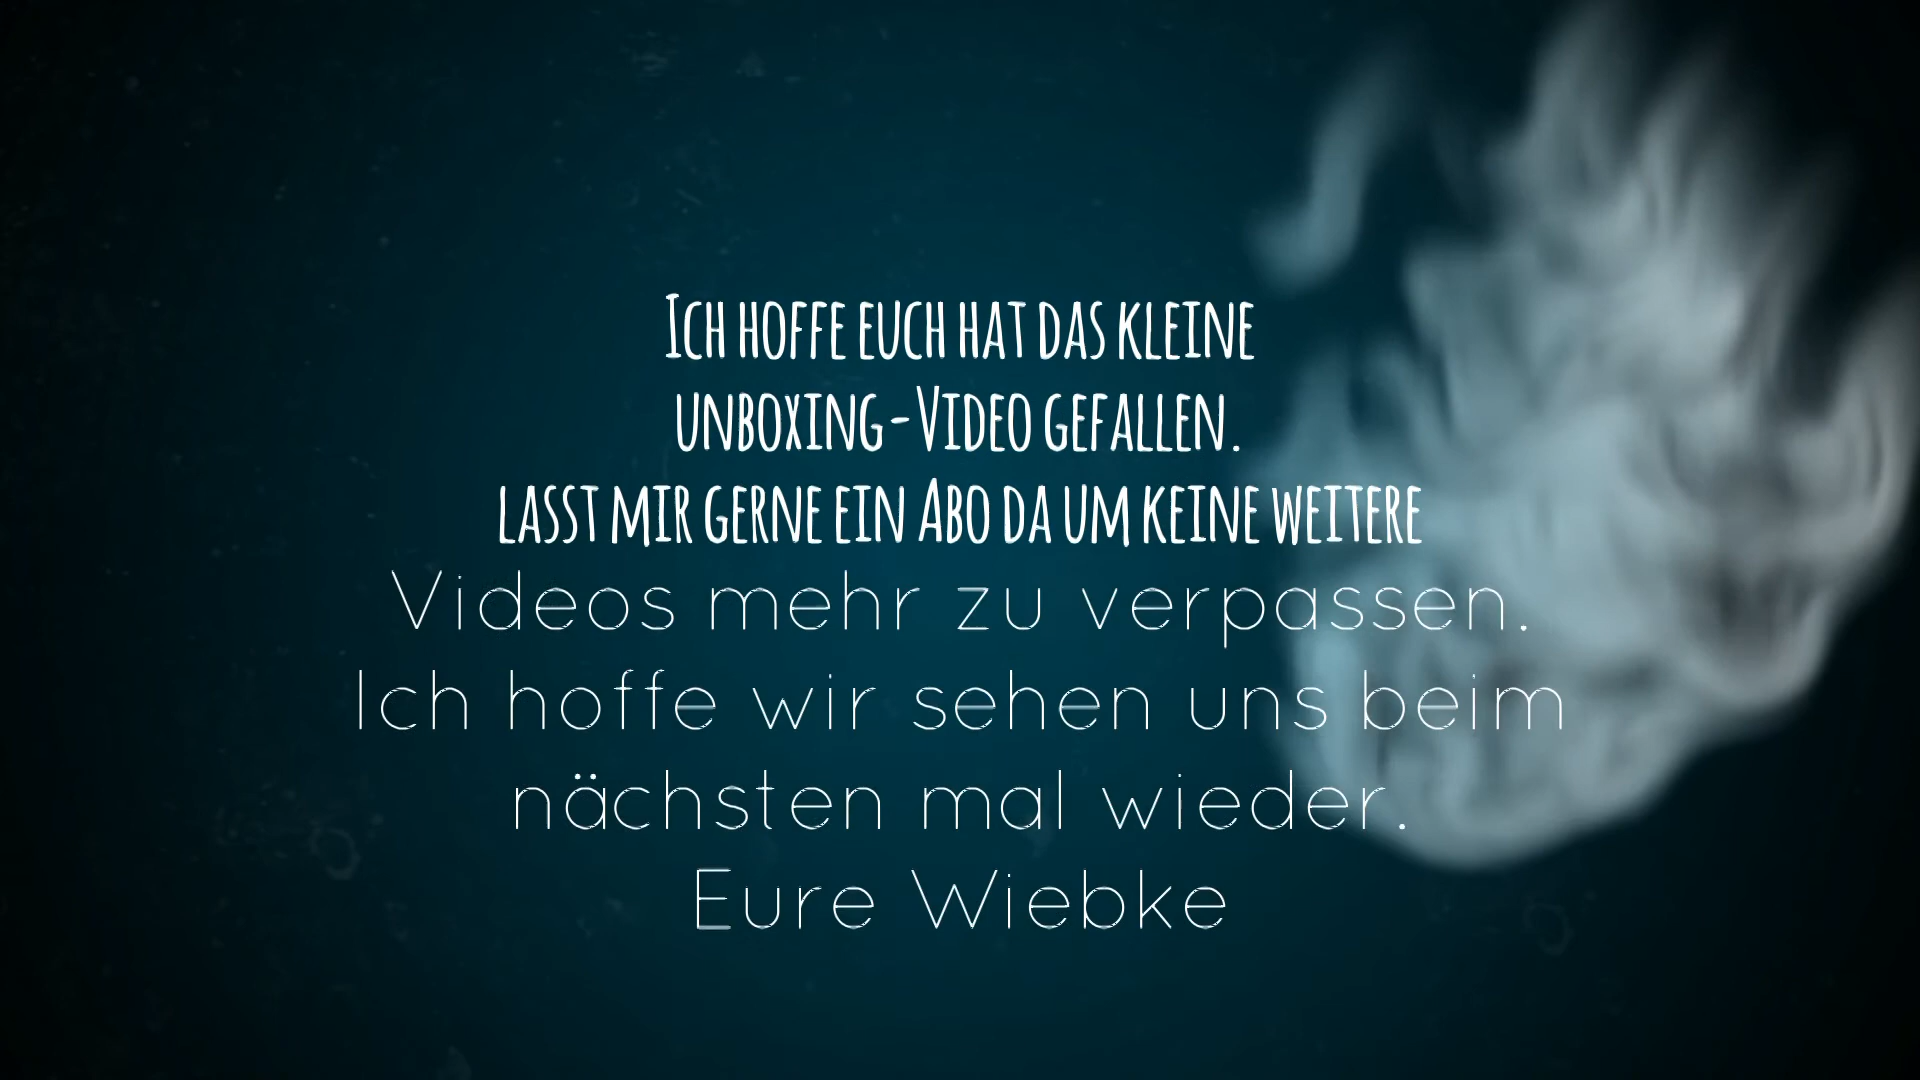 Ich hoffe euch hat das kleine
unboxing-Video gefallen.
lasst mir gerne ein Abo da um keine weitere
Videos mehr zu verpassen.
Ich hoffe wir sehen uns beim
nächsten mal wieder.
Eure Wiebke